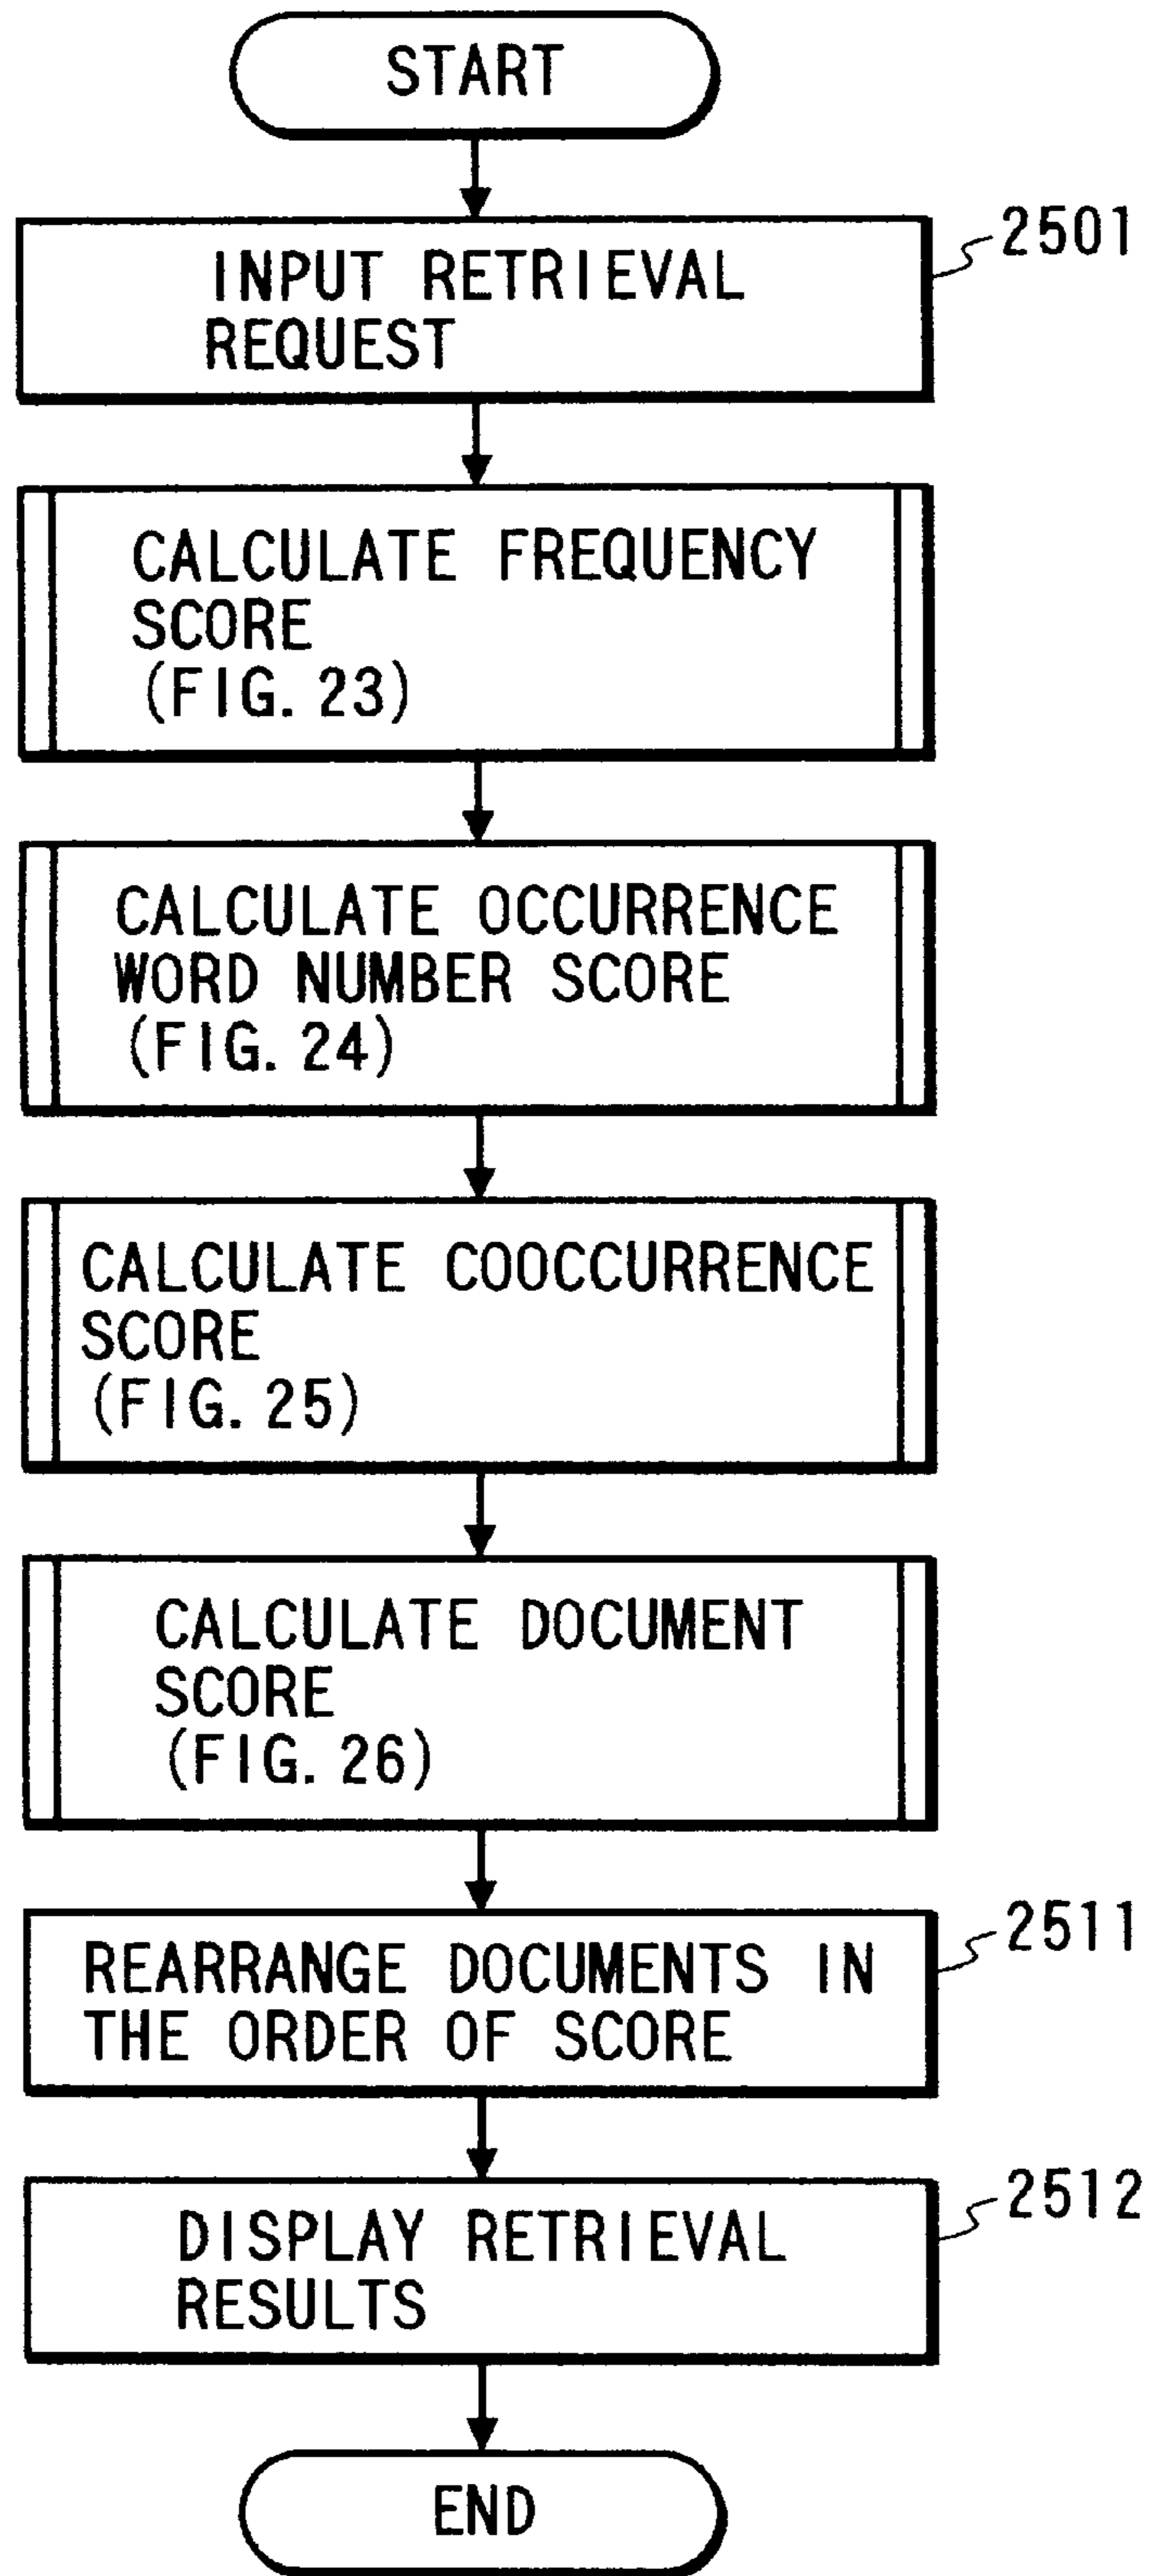 START
2501
INPUT RETRIEVAL
REQUEST
CALCULATE FREQUENCY
SCORE
(FIG. 23)
CALCULATE OCCURRENCE
WORD NUMBER SCORE
(FIG. 24)
CALCULATE COOCCURRENCE
SCORE
(FIG. 25)
CALCULATE DOCUMENT
SCORE
(FIG. 26)
2511
REARRANGE DOCUMENTS IN
THE ORDER OF SCORE
2512
DISPLAY RETRIEVAL
RESULTS
END